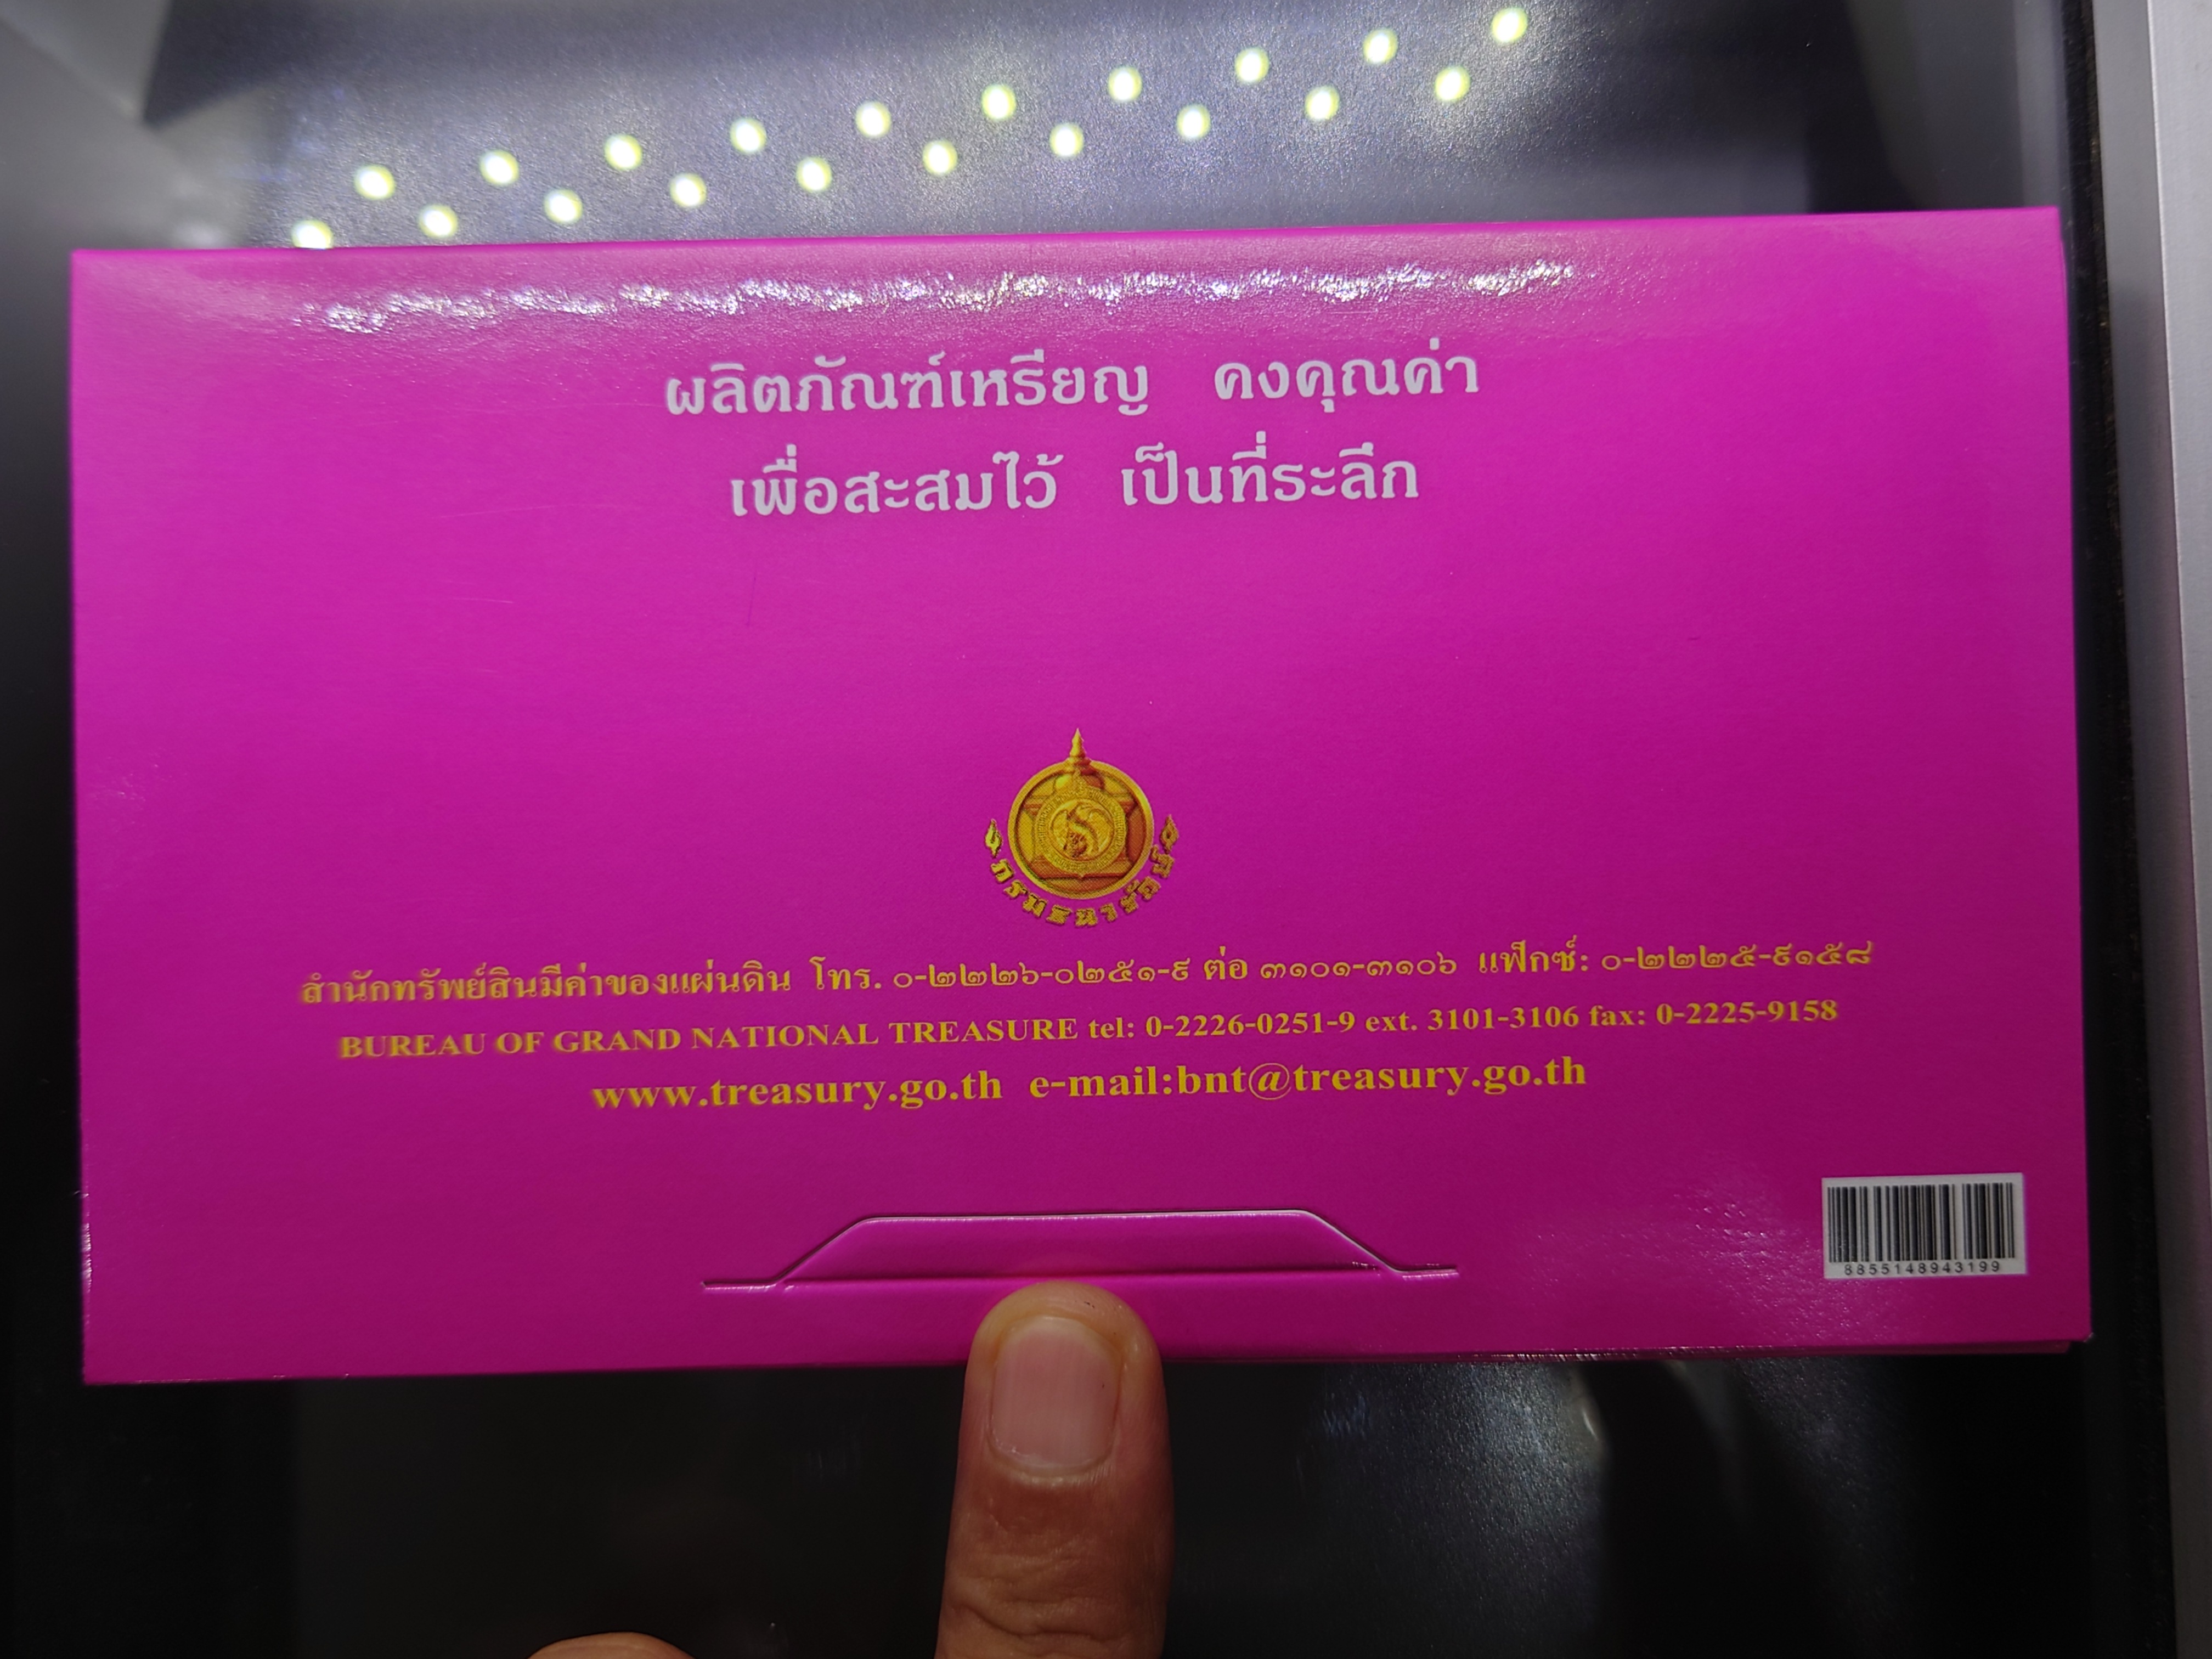 ผลิตภัณฑ์เหรียญ คงคุณค่า
เพื่อสะสมไว้ เป็นที่ระลึก
กรมธนารักษ์
สำนักทรัพย์สินมีค่าของแผ่นดิน โทร. ๐-๒๒๒๖-๐๒๕๑-๙ ต่อ ๓๑๐๑-๓๑๐๖ แฟ็กซ์: ๐-๒๒๒๕-๙๑๕๘
BUREAU OF GRAND NATIONAL TREASURE tel: 0-2226-0251-9 ext. 3101-3106 fax: 0-2225-9158
www.treasury.go.th e-mail:bnt@treasury.go.th
8855148943199